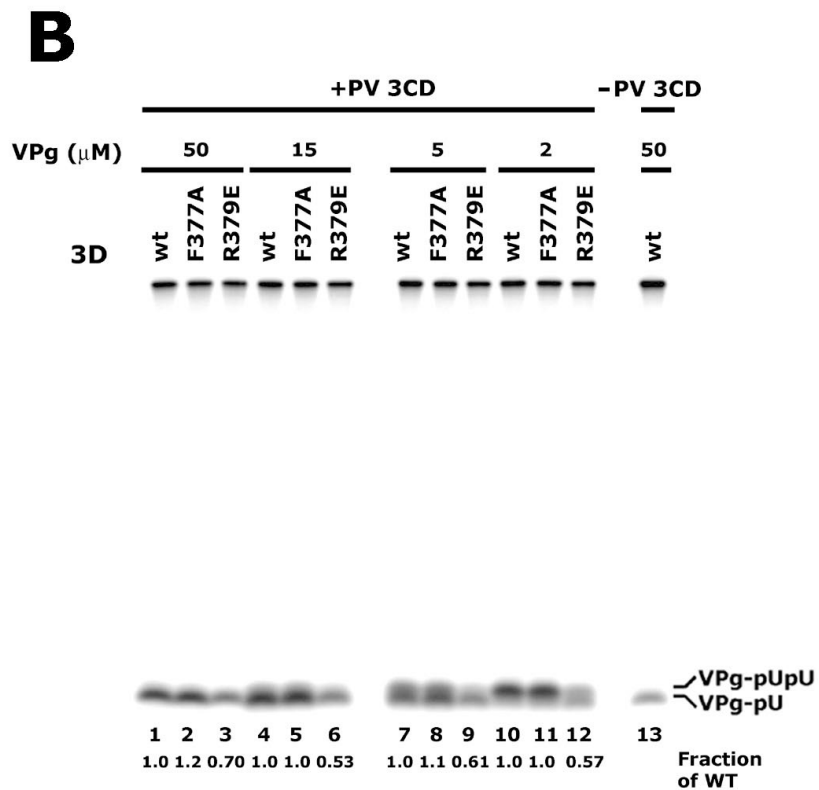 B
+PV 3CD -PV 3CD
VPg (μM) 50 15 5 2 50
3D wt F377A R379E wt F377A R379E wt F377A R379E wt F377A R379E wt
VPg-pUpU
VPg-pU
1 2 3 4 5 6 7 8 9 10 11 12 13
1.0 1.2 0.70 1.0 1.0 0.53 1.0 1.1 0.61 1.0 1.0 0.57 Fraction
of WT